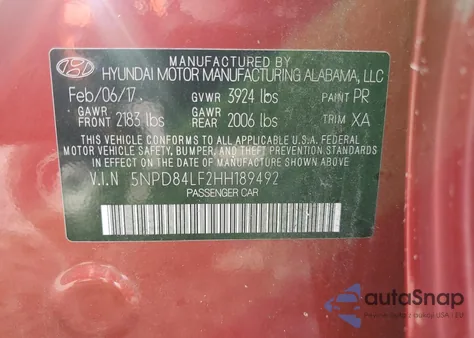 MANUFACTURED BY
HYUNDAI MOTOR MANUFACTURING ALABAMA, LLC
Feb/06/17 GVWR 3924 lbs PAINT PR
GAWR FRONT 2183 lbs GAWR REAR 2006 lbs TRIM XA
THIS VEHICLE CONFORMS TO ALL APPLICABLE U.S.A FEDERAL
MOTOR VEHICLE SAFETY, BUMPER, AND THEFT PREVENTION
STANDARDS IN EFFECT ON THE DATE OF MANUFACTURE
V.I.N 5NPD84LF2HH189492
PASSENGER CAR
autoSnap